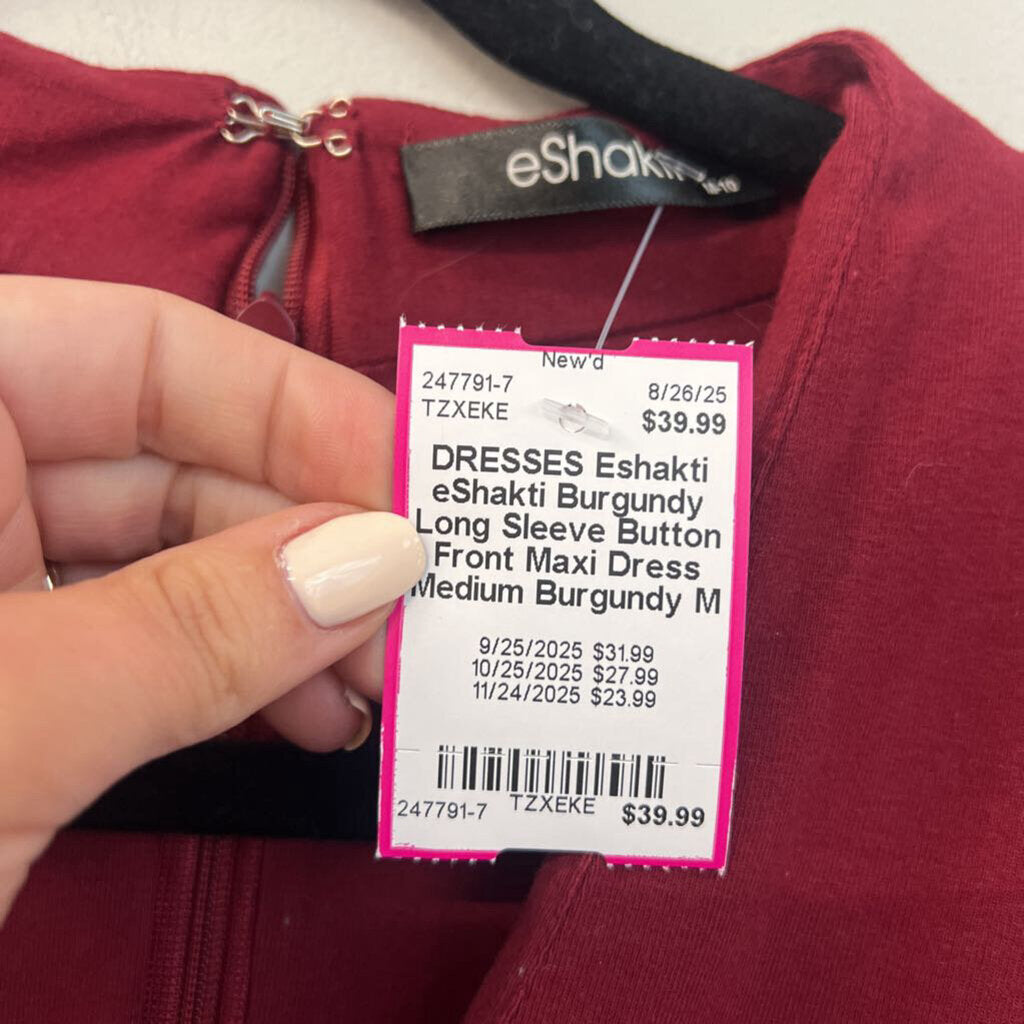 eShakti
New'd
247791-7
8/26/25
TZXEKE
$39.99
DRESSES Eshakti
eShakti Burgundy
Long Sleeve Button
Front Maxi Dress
Medium Burgundy M
9/25/2025 $31.99
10/25/2025 $27.99
11/24/2025 $23.99
247791-7
TZXEKE
$39.99